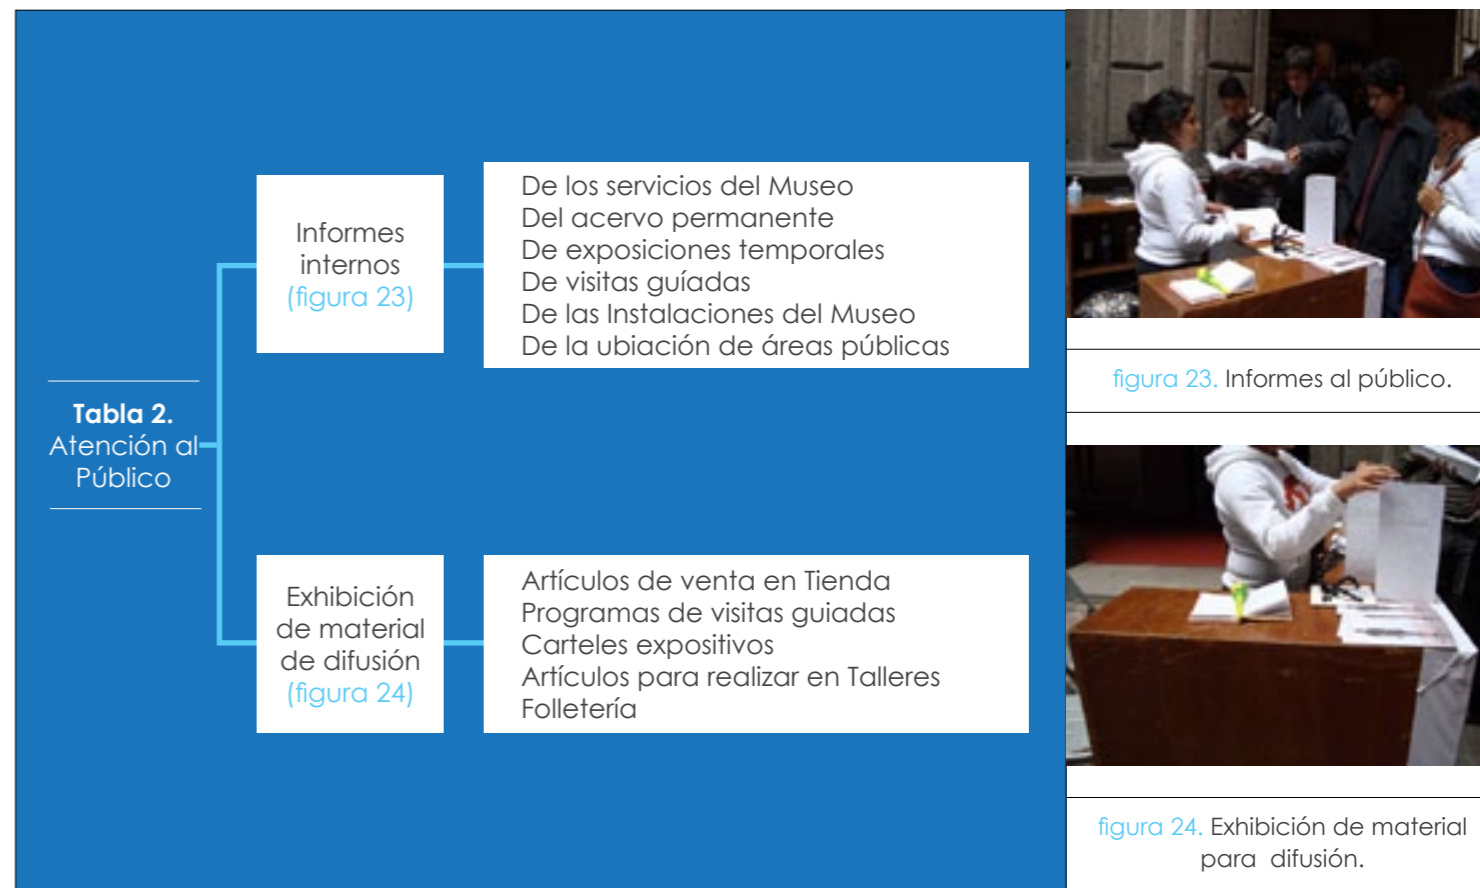 Tabla 2.
Atención al
Público
Informes
internos
(figura 23)
De los servicios del Museo
Del acervo permanente
De exposiciones temporales
De visitas guíadas
De las Instalaciones del Museo
De la ubiación de áreas públicas
Exhibición
de material
de difusión
(figura 24)
Artículos de venta en Tienda
Programas de visitas guiadas
Carteles expositivos
Artículos para realizar en Talleres
Folletería
figura 23. Informes al público.
figura 24. Exhibición de material
para difusión.